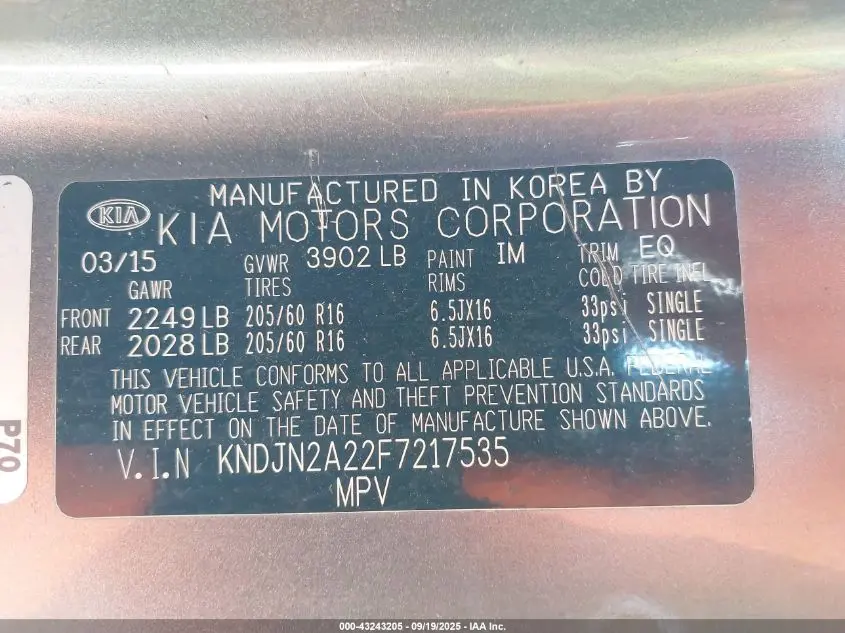 MANUFACTURED IN KOREA BY
KIA KIA MOTORS CORPORATION
03/15 GVWR 3902 LB PAINT IM TRIM EQ
GAWR TIRES RIMS COLD TIRE INFL
FRONT 2249 LB 205/60 R16 6.5JX16 33psi SINGLE
REAR 2028 LB 205/60 R16 6.5JX16 33psi SINGLE
THIS VEHICLE CONFORMS TO ALL APPLICABLE U.S.A. FEDERAL
MOTOR VEHICLE SAFETY AND THEFT PREVENTION STANDARDS
IN EFFECT ON THE DATE OF MANUFACTURE SHOWN ABOVE.
V.I.N KNDJN2A22F7217535
MPV
P70
000-43243205 - 09/19/2025 - IAA Inc.